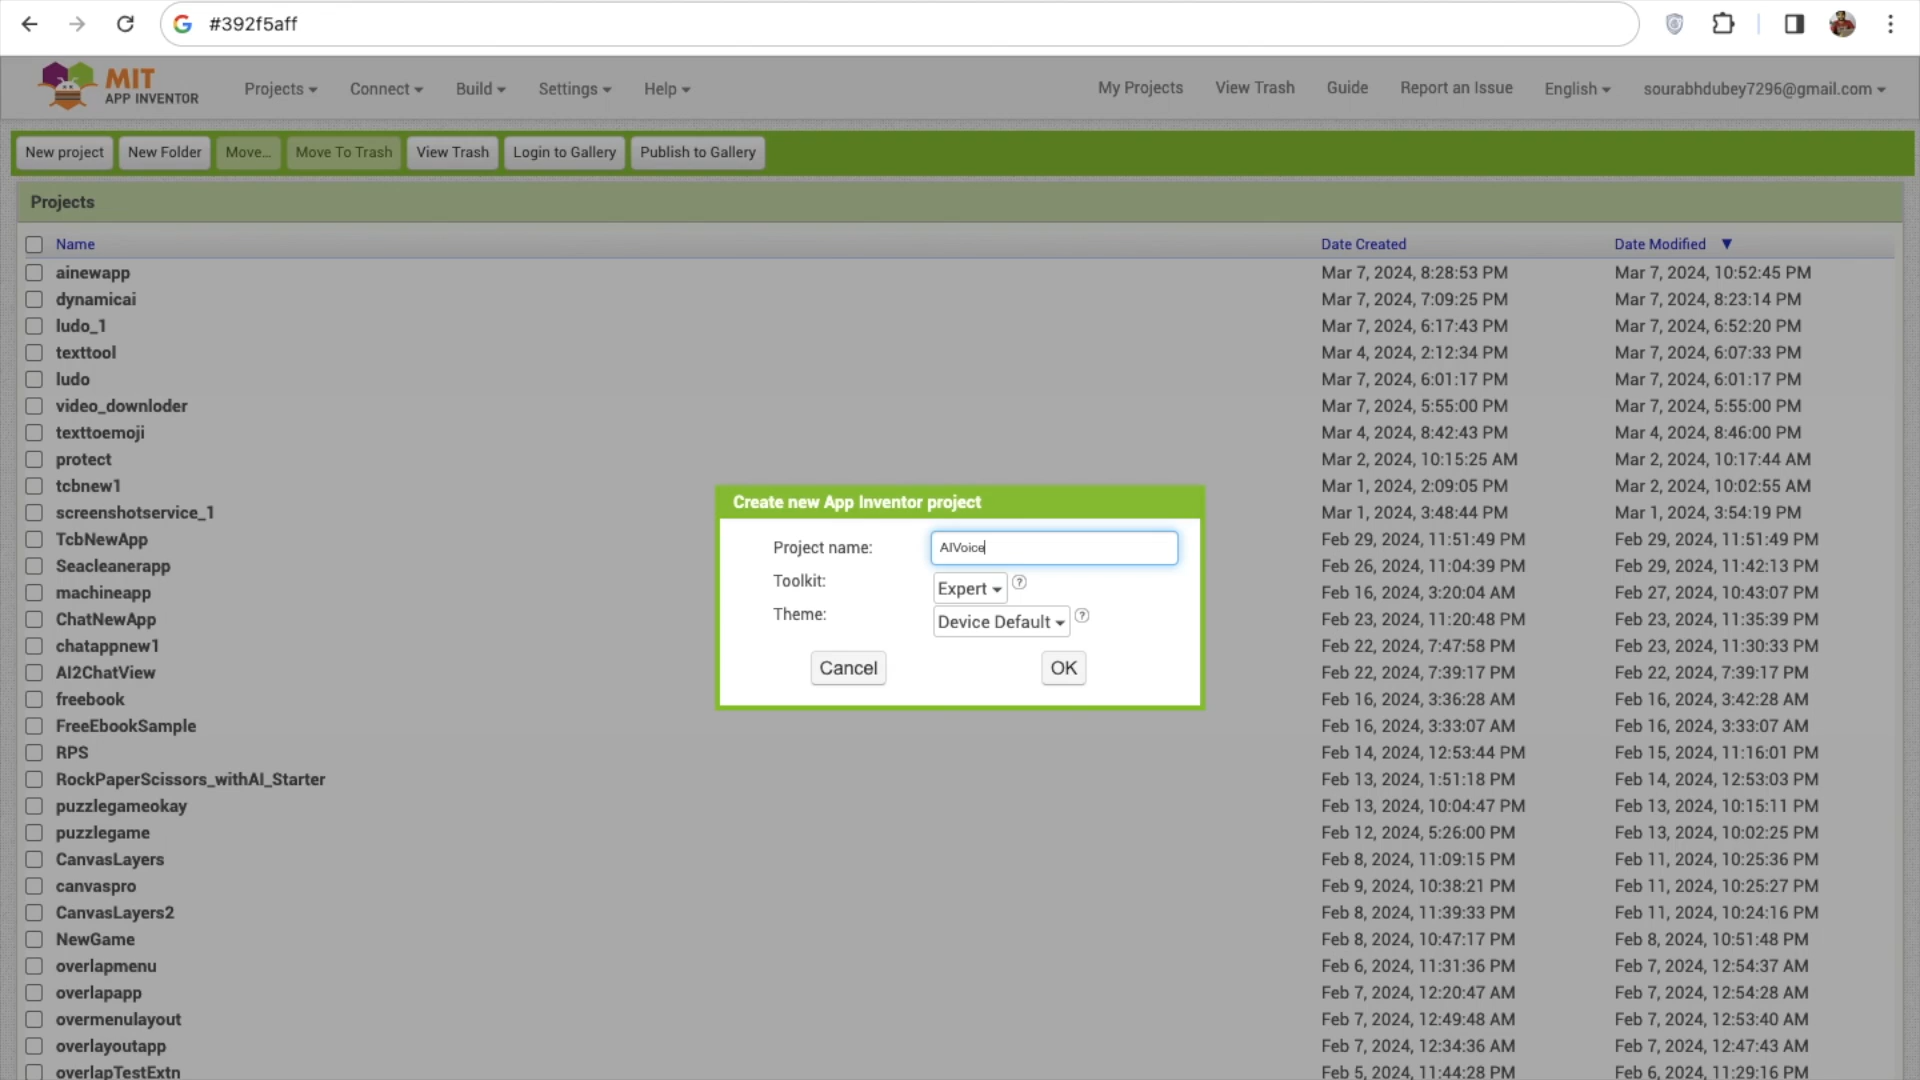 #392f5aff
MIT
APP INVENTOR
Projects Connect Build Settings Help My Projects View Trash Guide Report an Issue English sourabhdubey7296@gmail.com
New project New Folder Move... Move To Trash View Trash Login to Gallery Publish to Gallery
Projects
Name Date Created Date Modified ▼
ainewapp Mar 7, 2024, 8:28:53 PM Mar 7, 2024, 10:52:45 PM
dynamicai Mar 7, 2024, 7:09:25 PM Mar 7, 2024, 8:23:14 PM
ludo_1 Mar 7, 2024, 6:17:43 PM Mar 7, 2024, 6:52:20 PM
texttool Mar 4, 2024, 2:12:34 PM Mar 7, 2024, 6:07:33 PM
ludo Mar 7, 2024, 6:01:17 PM Mar 7, 2024, 6:01:17 PM
video_downloder Mar 7, 2024, 5:55:00 PM Mar 7, 2024, 5:55:00 PM
texttoemoji Mar 4, 2024, 8:42:43 PM Mar 4, 2024, 8:46:00 PM
protect Mar 2, 2024, 10:15:25 AM Mar 2, 2024, 10:17:44 AM
tcbnew1 Mar 1, 2024, 2:09:05 PM Mar 2, 2024, 10:02:55 AM
screenshotservice_1 Mar 1, 2024, 3:48:44 PM Mar 1, 2024, 3:54:19 PM
TcbNewApp Feb 29, 2024, 11:51:49 PM Feb 29, 2024, 11:51:49 PM
Seacleanerapp Feb 26, 2024, 11:04:39 PM Feb 29, 2024, 11:42:13 PM
machineapp Feb 16, 2024, 3:20:04 AM Feb 27, 2024, 10:43:07 PM
ChatNewApp Feb 23, 2024, 11:20:48 PM Feb 23, 2024, 11:35:39 PM
chatappnew1 Feb 22, 2024, 7:47:58 PM Feb 23, 2024, 11:30:33 PM
AI2ChatView Feb 22, 2024, 7:39:17 PM Feb 22, 2024, 7:39:17 PM
freebook Feb 16, 2024, 3:36:28 AM Feb 16, 2024, 3:42:28 AM
FreeEbookSample Feb 16, 2024, 3:33:07 AM Feb 16, 2024, 3:33:07 AM
RPS Feb 14, 2024, 12:53:44 PM Feb 15, 2024, 11:16:01 PM
RockPaperScissors_withAI_Starter Feb 13, 2024, 1:51:18 PM Feb 14, 2024, 12:53:03 PM
puzzlegameokay Feb 13, 2024, 10:04:47 PM Feb 13, 2024, 10:15:11 PM
puzzlegame Feb 12, 2024, 5:26:00 PM Feb 13, 2024, 10:02:25 PM
CanvasLayers Feb 8, 2024, 11:09:15 PM Feb 11, 2024, 10:25:36 PM
canvaspro Feb 9, 2024, 10:38:21 PM Feb 11, 2024, 10:25:27 PM
CanvasLayers2 Feb 8, 2024, 11:39:33 PM Feb 11, 2024, 10:24:16 PM
NewGame Feb 8, 2024, 10:47:17 PM Feb 8, 2024, 10:51:48 PM
overlapmenu Feb 6, 2024, 11:31:36 PM Feb 7, 2024, 12:54:37 AM
overlapapp Feb 7, 2024, 12:20:47 AM Feb 7, 2024, 12:54:28 AM
overmenulayout Feb 7, 2024, 12:49:48 AM Feb 7, 2024, 12:53:40 AM
overlayoutapp Feb 7, 2024, 12:34:36 AM Feb 7, 2024, 12:47:43 AM
overlapTestExtn Feb 5, 2024, 11:44:28 PM Feb 6, 2024, 11:29:16 PM
Create new App Inventor project
Project name: AIVoice
Toolkit: Expert ?
Theme: Device Default ?
Cancel OK